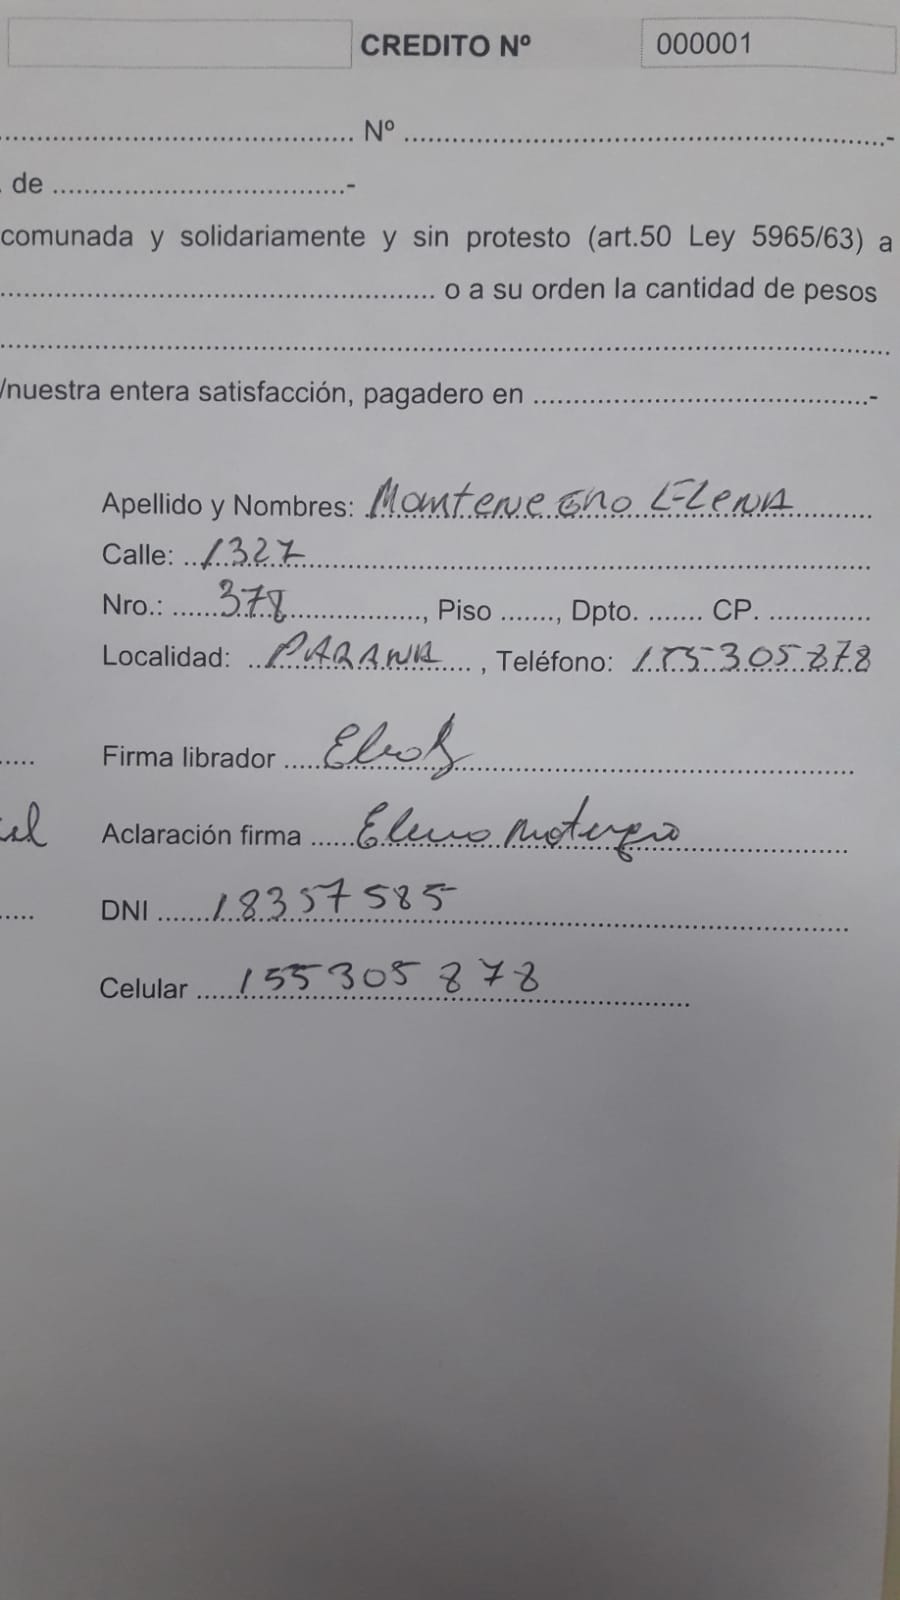 CREDITO Nº 000001
.................................................... Nº ....................................................................-
. de ..........................................-
comunada y solidariamente y sin protesto (art.50 Ley 5965/63) a
................................................................ o a su orden la cantidad de pesos
....................................................................................................................................
/nuestra entera satisfacción, pagadero en ................................................-
Apellido y Nombres: Montenegro Elena
Calle: 1327
Nro.: 378, Piso ......., Dpto. ....... CP. .............
Localidad: PARANA , Teléfono: 155305878
Firma librador
Aclaración firma Elena
DNI 18357585
Celular 155305878